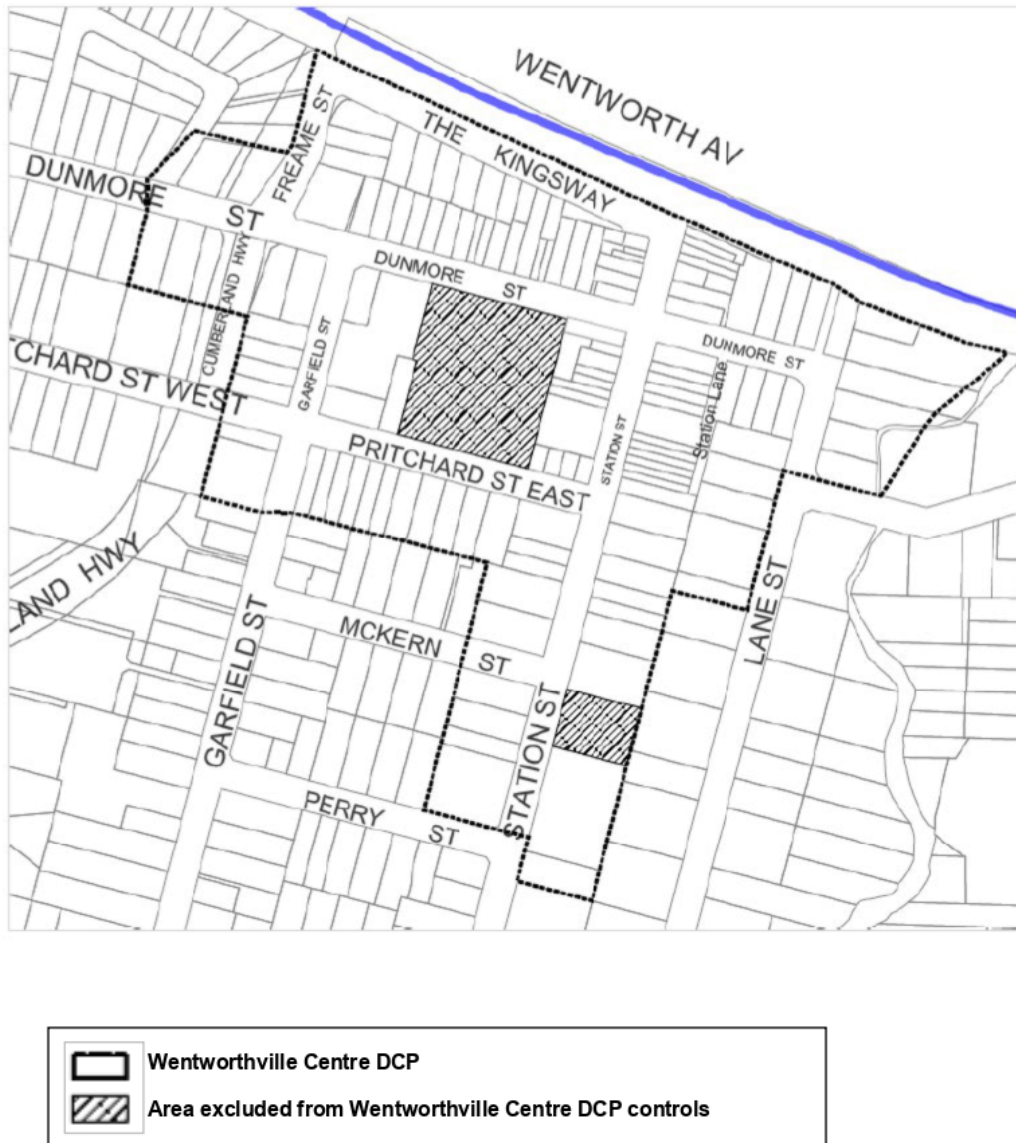 WENTWORTH AV
THE KINGSWAY
FREAME ST
DUNMORE ST
DUNMORE ST
DUNMORE ST
CUMBERLAND HWY
GARFIELD ST
STATION ST
Station Lane
CHARD ST WEST
PRITCHARD ST EAST
LAND HWY
GARFIELD ST
MCKERN ST
LANE ST
STATION ST
PERRY ST
Wentworthville Centre DCP
Area excluded from Wentworthville Centre DCP controls